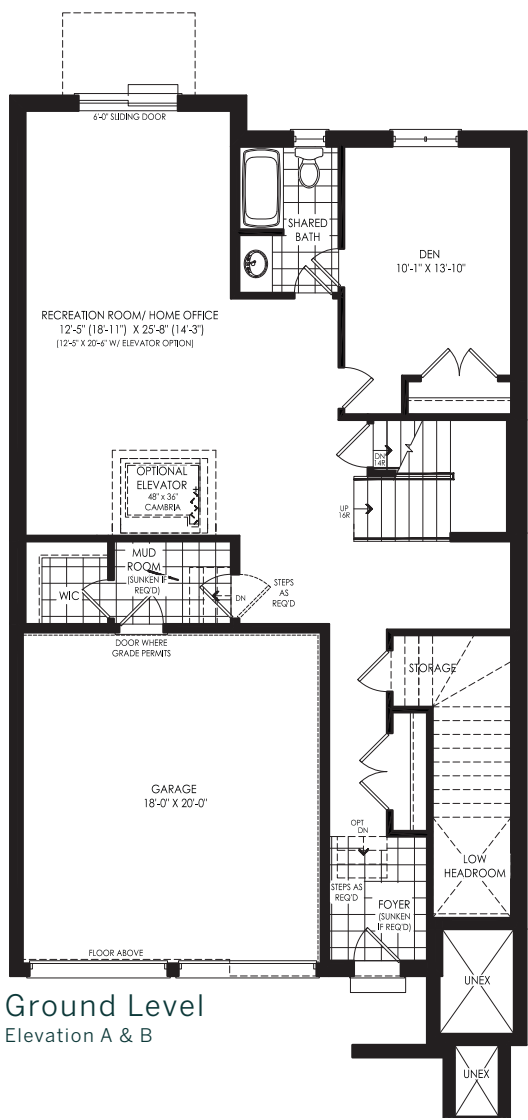 6'-0" SLIDING DOOR
SHARED
BATH
DEN
10'-1" X 13'-10"
RECREATION ROOM/ HOME OFFICE
12'-5" (18'-11") X 25'-8" (14'-3")
(12'-5" X 20'-6" W/ ELEVATOR OPTION)
DN
14R
OPTIONAL
ELEVATOR
48" x 36"
CAMBRIA
UP
16R
MUD
ROOM
(SUNKEN IF
REQ'D)
WIC
DN
STEPS
AS
REQ'D
DOOR WHERE
GRADE PERMITS
STORAGE
GARAGE
18'-0" X 20'-0"
OPT
DN
LOW
HEADROOM
STEPS AS
REQ'D
FOYER
(SUNKEN
IF REQ'D)
FLOOR ABOVE
UNEX
Ground Level
Elevation A & B
UNEX